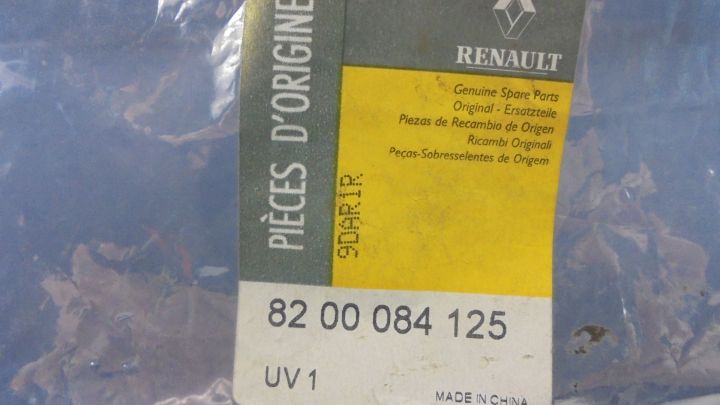 PIÈCES D'ORIGINE
RENAULT
Genuine Spare Parts
Original - Ersatzteile
Piezas de Recambio de Origen
Ricambi Originali
Peças-Sobresselentes de Origem
9DAR1R
82 00 084 125
UV 1
MADE IN CHINA